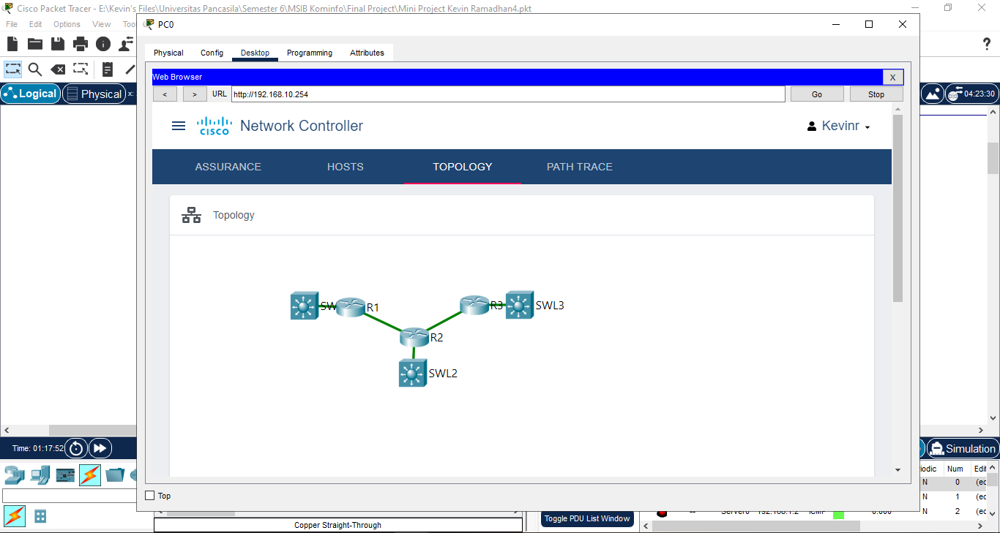 Cisco Packet Tracer - E:\Kevin's Files\Universitas Pancasila\Semester 6\MSIB Kominfo\Final Project\Mini Project Kevin Ramadhan4.pkt
File Edit Options View Too
PC0
Physical Config Desktop Programming Attributes
Web Browser X
< > URL http://192.168.10.254 Go Stop
Logical Physical x: 04:23:30
CISCO Network Controller Kevinr
ASSURANCE HOSTS TOPOLOGY PATH TRACE
Topology
SW R1 R3 SWL3
R2
SWL2
Time: 01:17:52 Simulation
iodic Num Edi
N 0 (ec
Top N 1 (ec
Server0 192.168.1.2 ICMP 0.000 N 2 (ec
Toggle PDU List Window
Copper Straight-Through